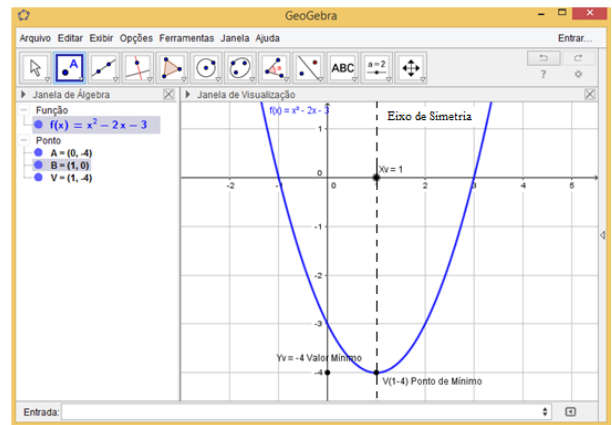 GeoGebra
Arquivo Editar Exibir Opções Ferramentas Janela Ajuda
Entrar...
A
ABC
a=2
?
Janela de Álgebra
Janela de Visualização
Função
f(x) = x² − 2x − 3
Ponto
A = (0, -4)
B = (1, 0)
V = (1, -4)
f(x) = x² - 2x - 3
Eixo de Simetria
1
Xv = 1
0
-2 -1 0 2 3 4 5
-1
-2
-3
Yv = -4 Valor Mínimo
-4
V(1-4) Ponto de Mínimo
Entrada: